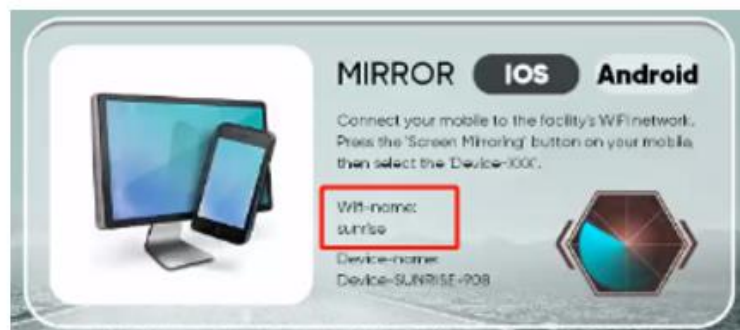 MIRROR IOS Android
Connect your mobile to the facility's WiFi network.
Press the 'Screen Mirroring' button on your mobile,
then select the 'Device-XXX'.
Wifi-name:
sunrise
Device-name:
Device-SUNRISE-908